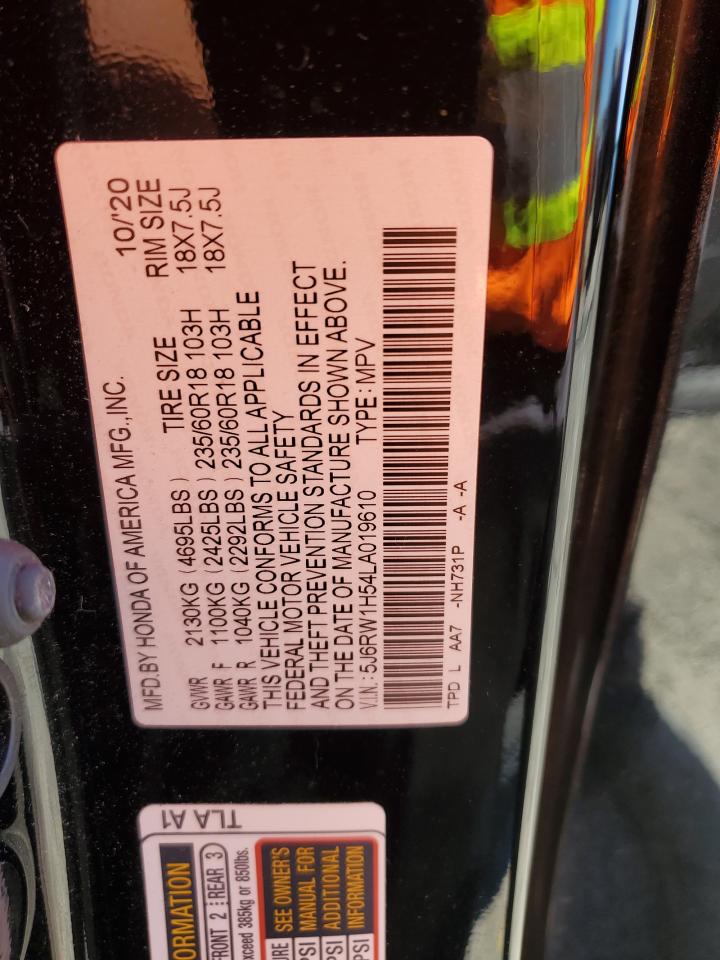 MFD.BY HONDA OF AMERICA MFG.,INC. 10/'20
GVWR 2130KG (4695LBS) TIRE SIZE RIM SIZE
GAWR F 1100KG (2425LBS) 235/60R18 103H 18X7.5J
GAWR R 1040KG (2292LBS) 235/60R18 103H 18X7.5J
THIS VEHICLE CONFORMS TO ALL APPLICABLE
FEDERAL MOTOR VEHICLE SAFETY
AND THEFT PREVENTION STANDARDS IN EFFECT
ON THE DATE OF MANUFACTURE SHOWN ABOVE.
V.I.N.: 5J6RW1H54LA019610 TYPE: MPV
TPD L AA7 -NH731P -A -A
TLA A1
ORMATION
FRONT 2 REAR 3
exceed 385kg or 850lbs.
URE SEE OWNER'S
PSI MANUAL FOR
PSI ADDITIONAL
PSI INFORMATION